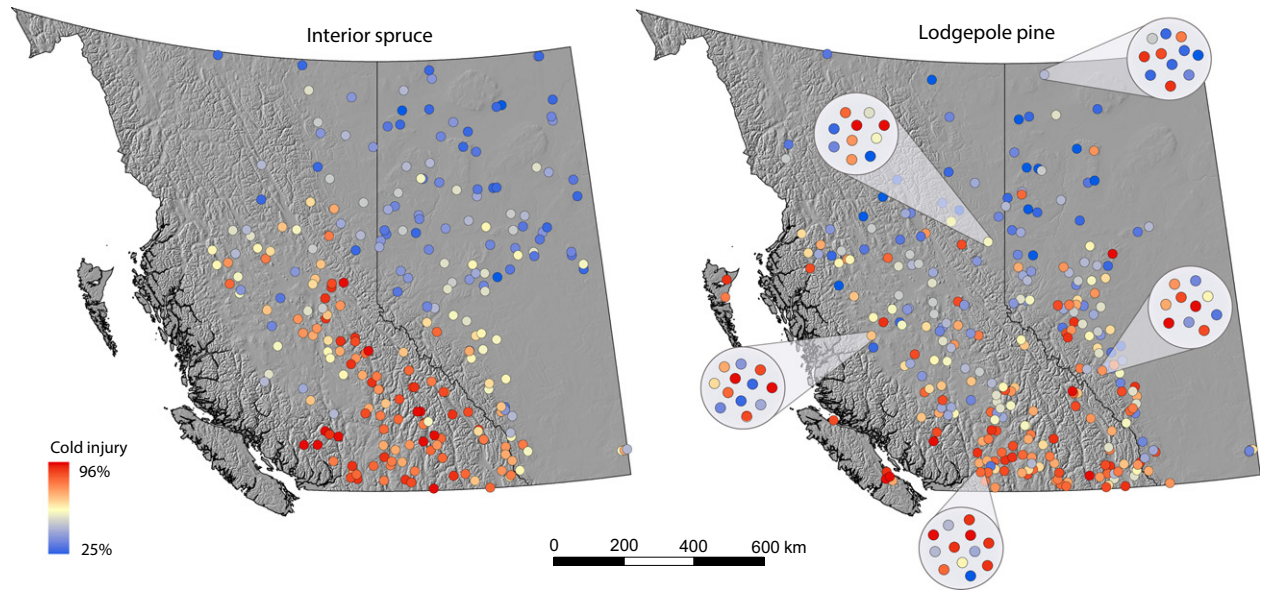 Interior spruce
Lodgepole pine
Cold injury
96%
25%
0 200 400 600 km